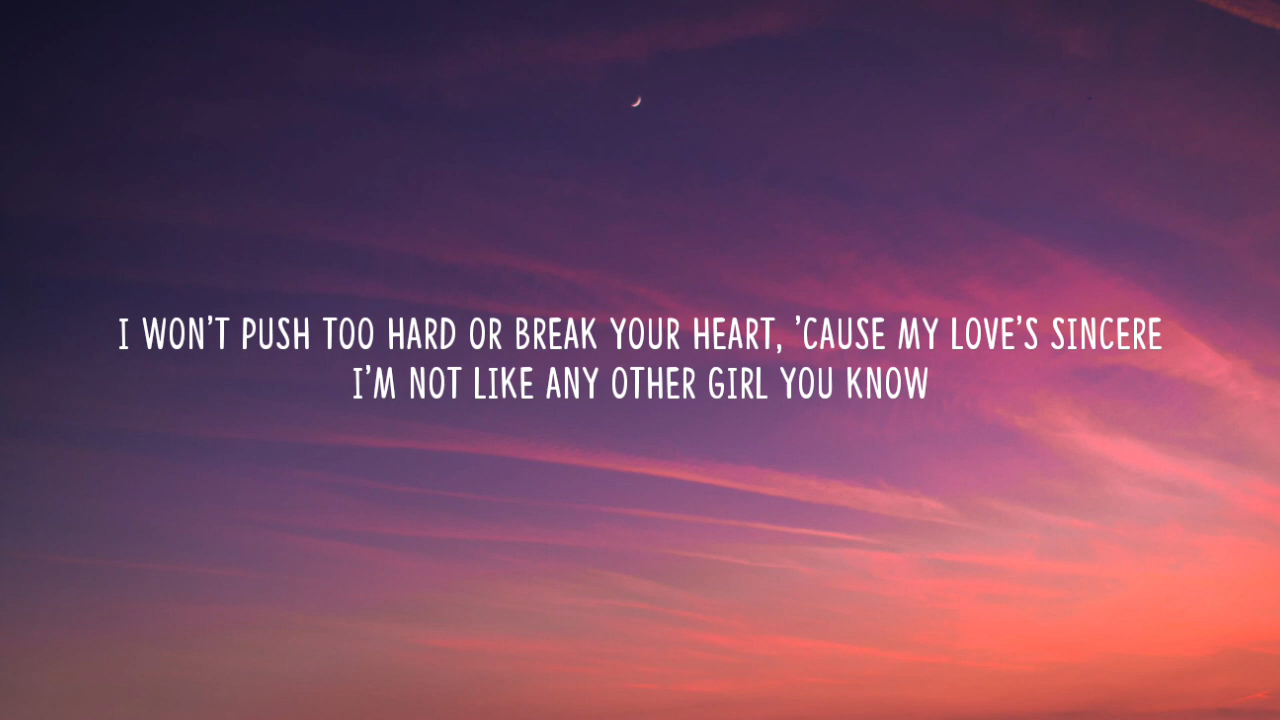 I WON'T PUSH TOO HARD OR BREAK YOUR HEART, 'CAUSE MY LOVE'S SINCERE
I'M NOT LIKE ANY OTHER GIRL YOU KNOW